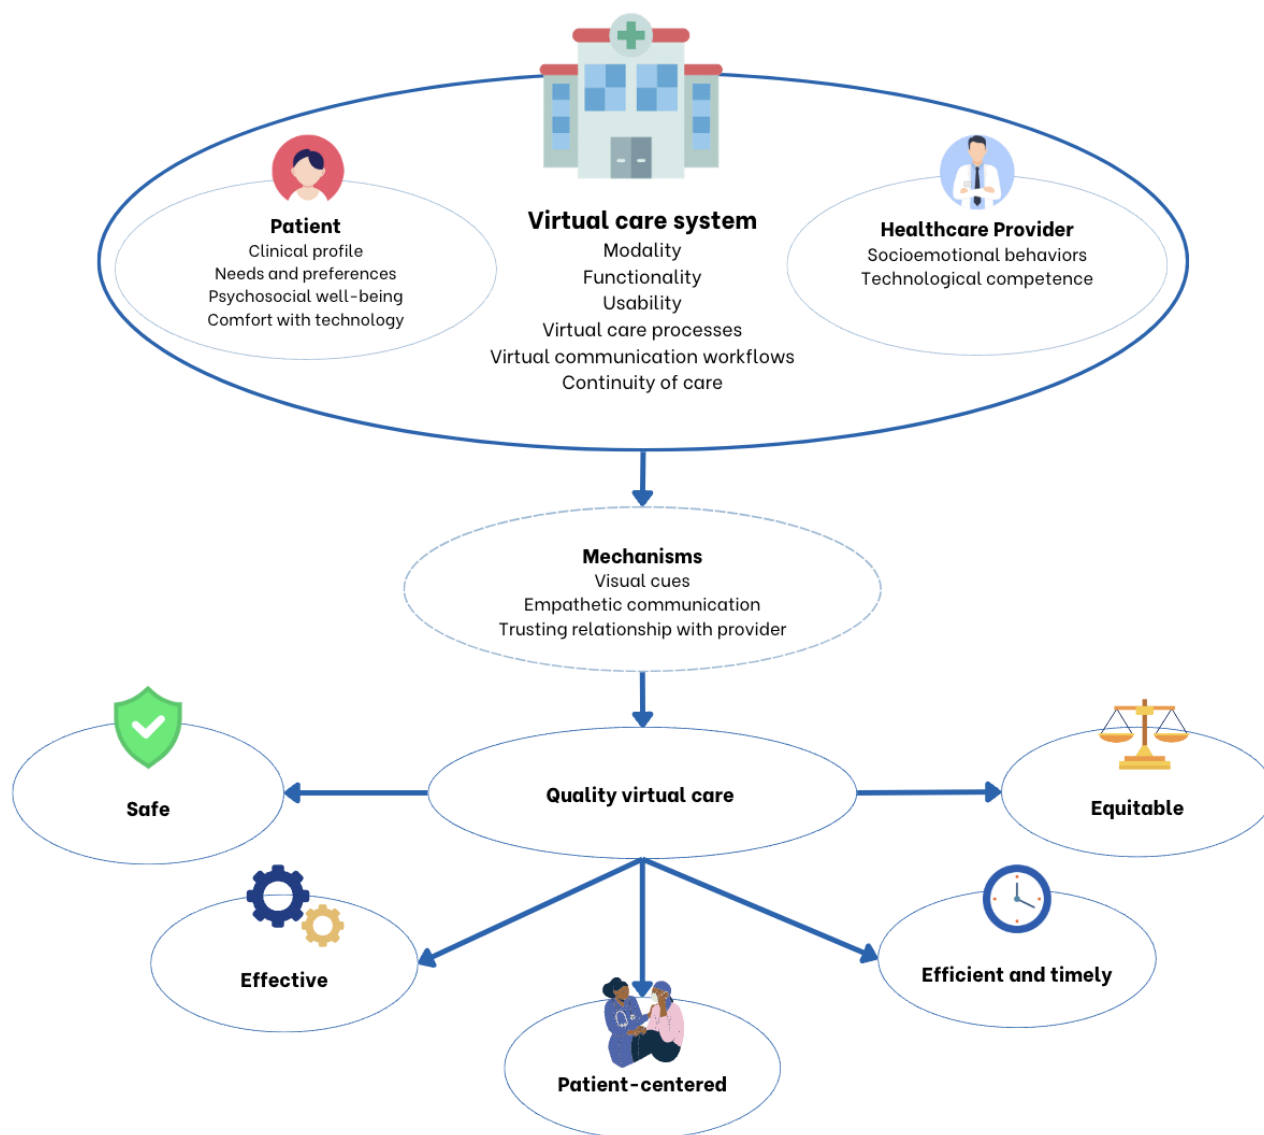 Patient
Clinical profile
Needs and preferences
Psychosocial well-being
Comfort with technology
Virtual care system
Modality
Functionality
Usability
Virtual care processes
Virtual communication workflows
Continuity of care
Healthcare Provider
Socioemotional behaviors
Technological competence
Mechanisms
Visual cues
Empathetic communication
Trusting relationship with provider
Safe
Quality virtual care
Equitable
Effective
Efficient and timely
Patient-centered